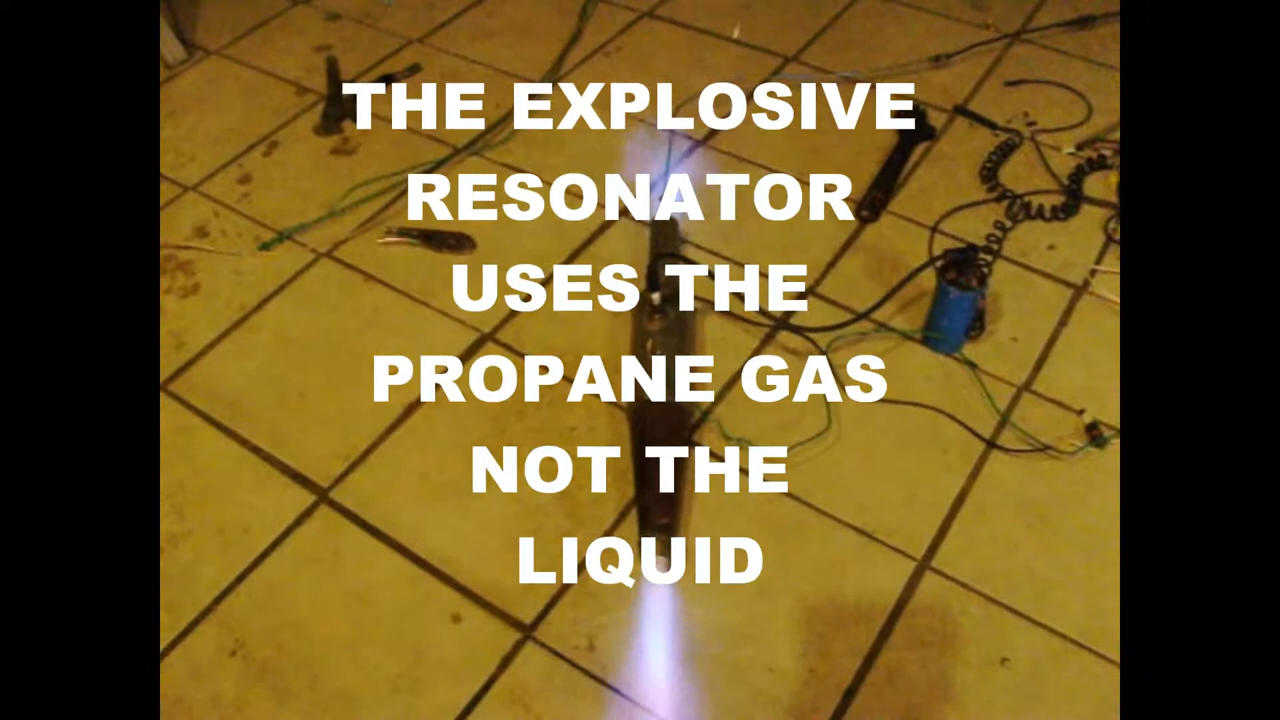 THE EXPLOSIVE
RESONATOR
USES THE
PROPANE GAS
NOT THE
LIQUID